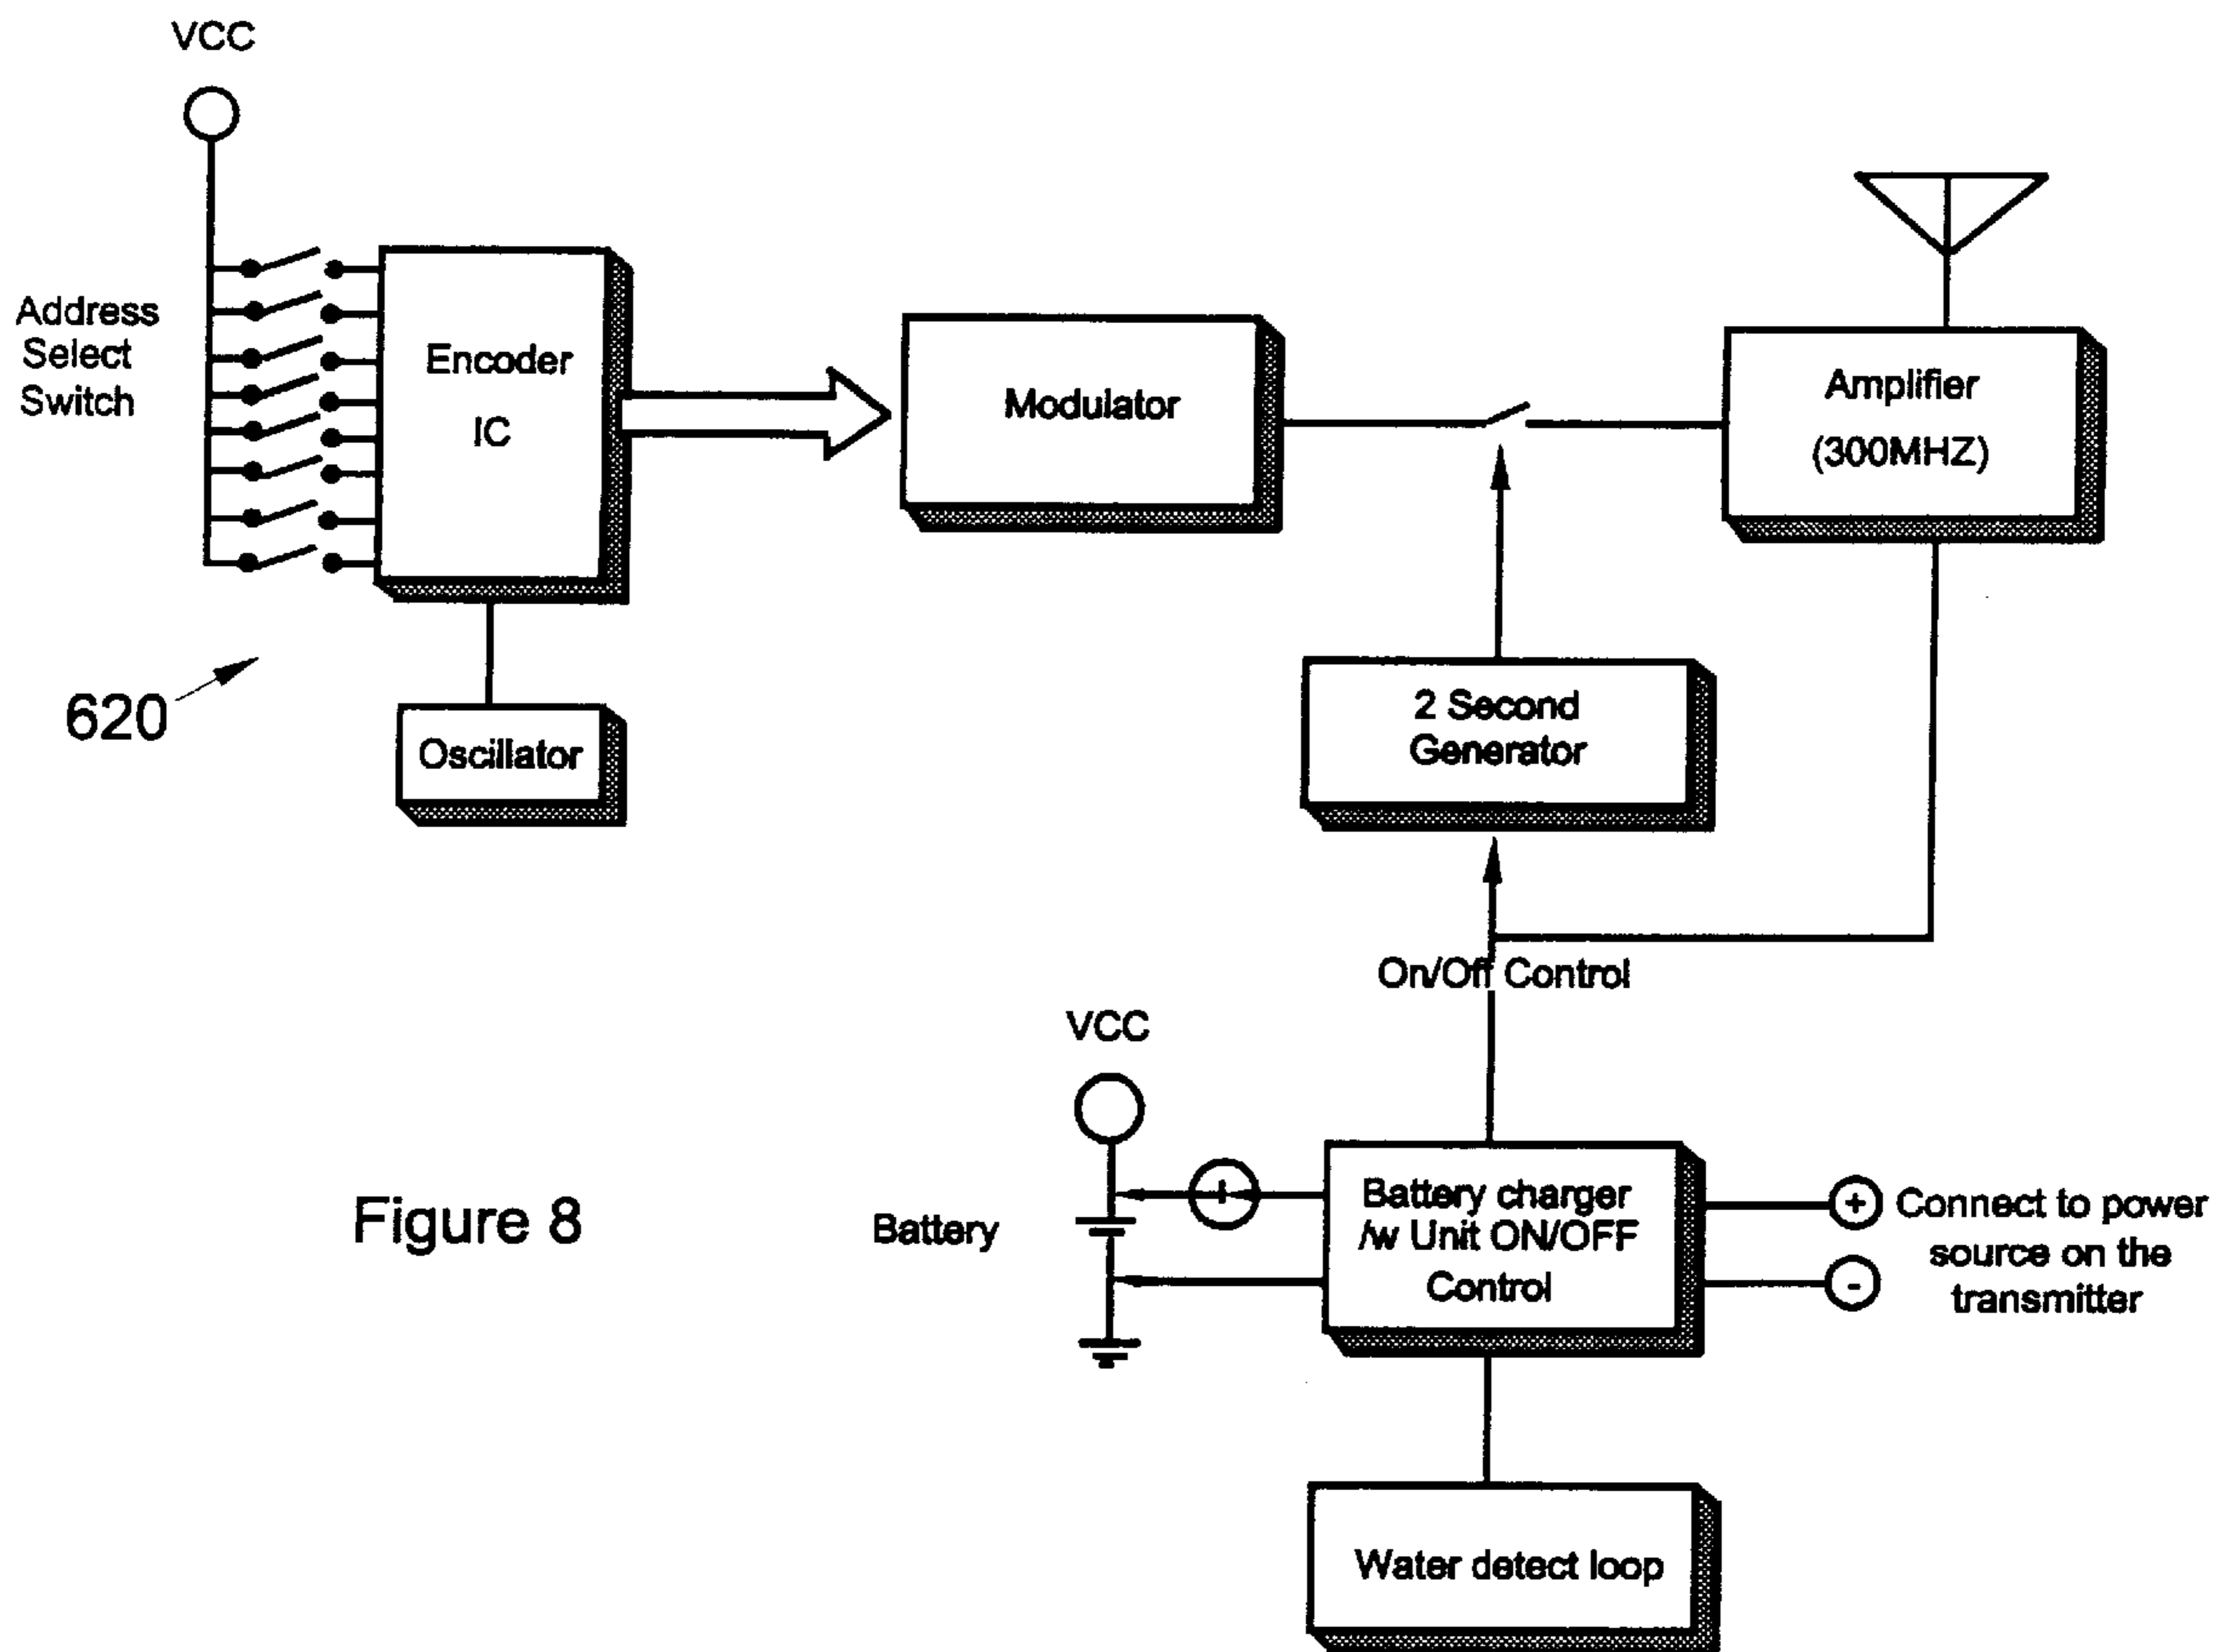 VCC
Address
Select
Switch
Encoder
IC
Modulator
Amplifier
(300MHZ)
620
Oscillator
2 Second
Generator
On/Off Control
VCC
Battery
Battery charger
/w Unit ON/OFF
Control
+
-
Connect to power
source on the
transmitter
Water detect loop
Figure 8